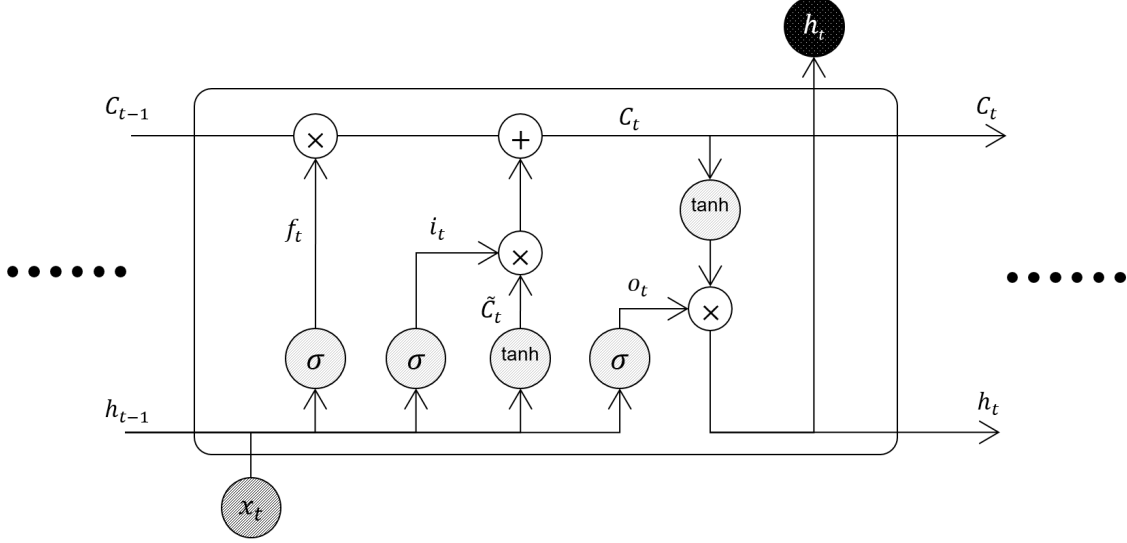 h_t
C_{t−1}
C_t
C_t
×
+
tanh
f_t
i_t
×
o_t
C̃_t
×
σ
σ
tanh
σ
h_{t−1}
h_t
x_t